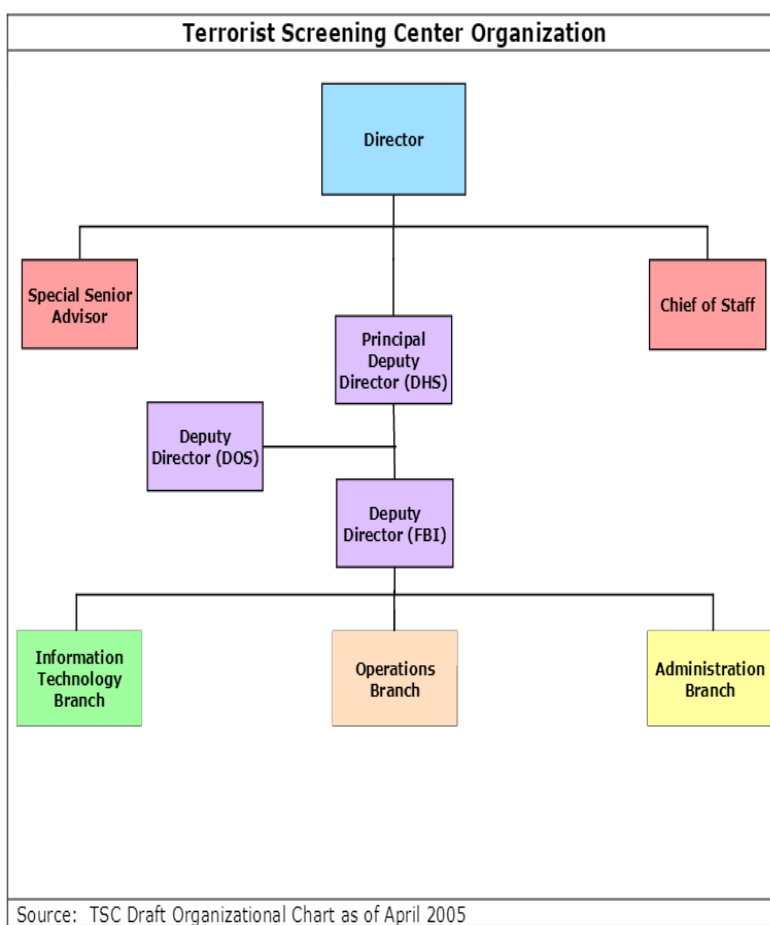 Terrorist Screening Center Organization
Director
Special Senior
Advisor
Chief of Staff
Principal
Deputy
Director (DHS)
Deputy
Director (DOS)
Deputy
Director (FBI)
Information
Technology
Branch
Operations
Branch
Administration
Branch
Source: TSC Draft Organizational Chart as of April 2005